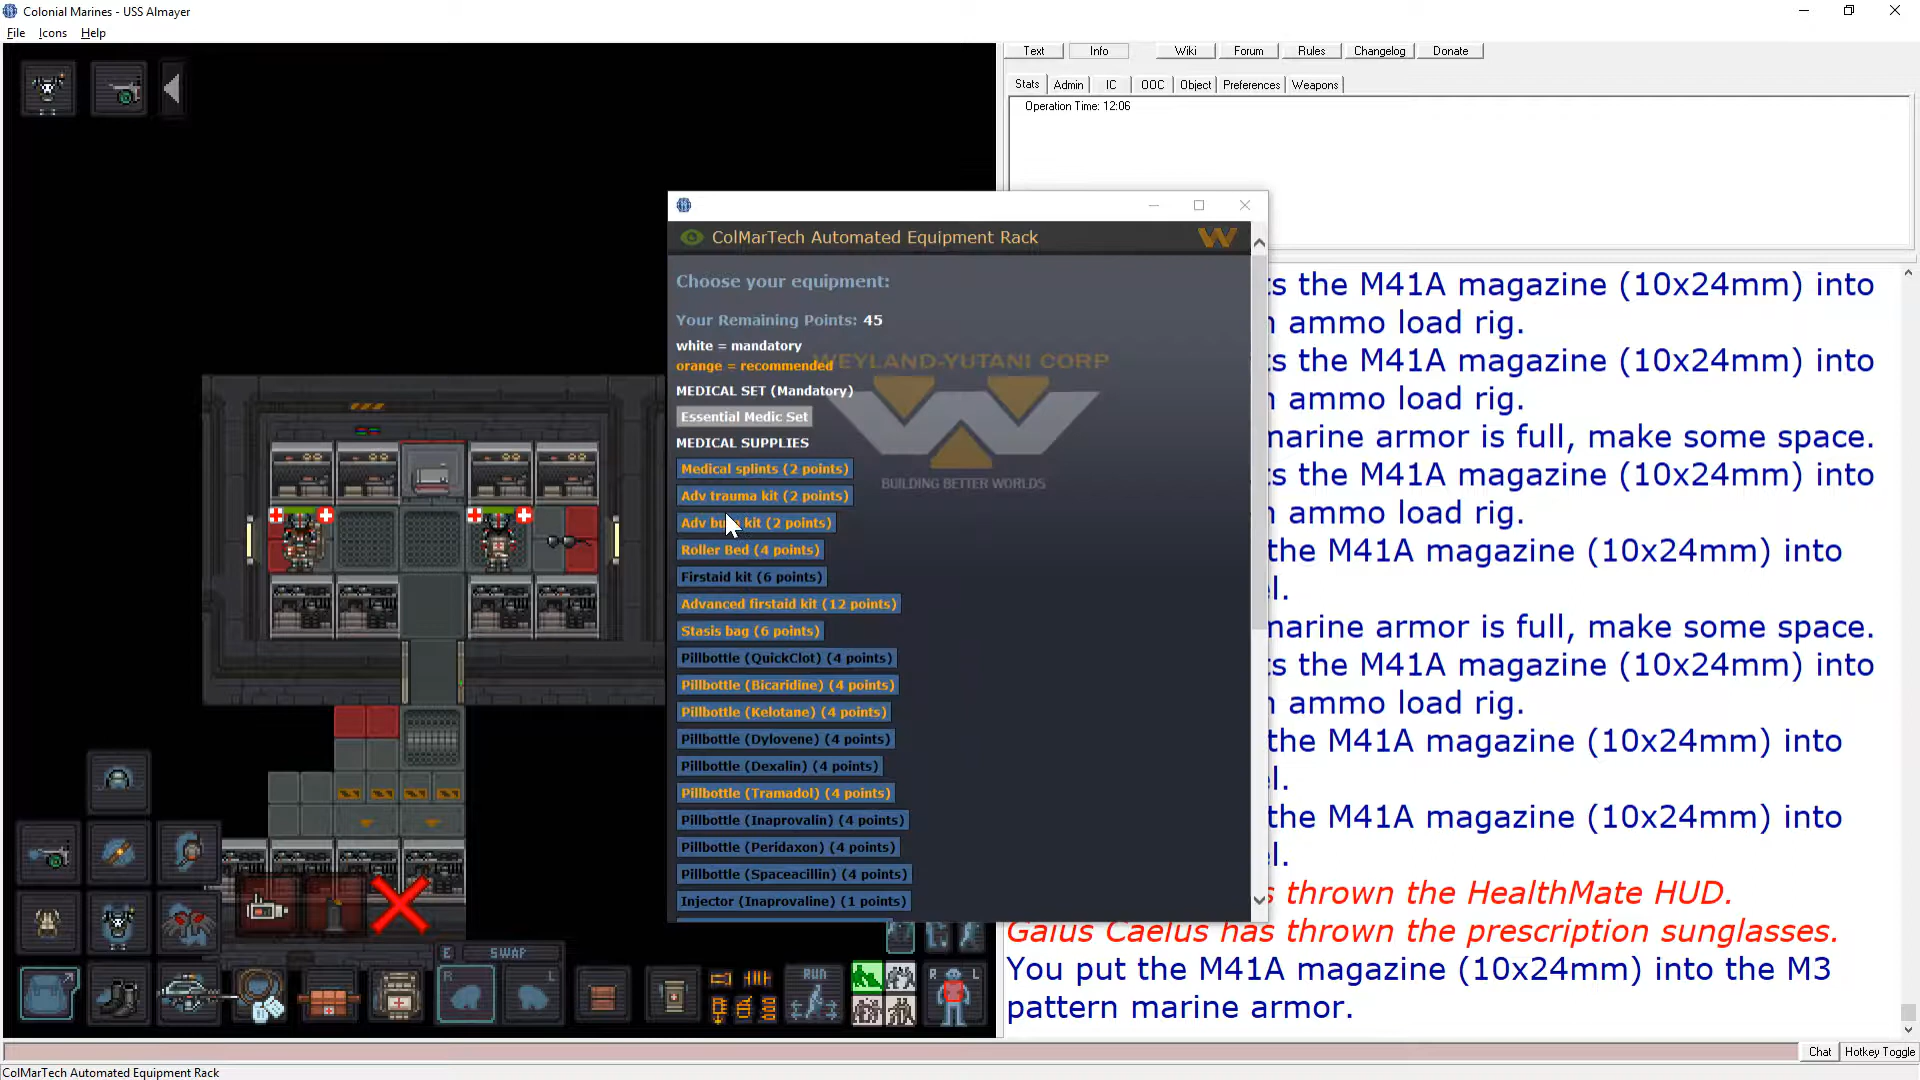 Colonial Marines - USS Almayer
File Icons Help
Text Info Wiki Forum Rules Changelog Donate
Stats Admin IC OOC Object Preferences Weapons
Operation Time: 12:06
ColMarTech Automated Equipment Rack
Choose your equipment:
Your Remaining Points: 45
white = mandatory
orange = recommended
WEYLAND-YUTANI CORP
BUILDING BETTER WORLDS
MEDICAL SET (Mandatory)
Essential Medic Set
MEDICAL SUPPLIES
Medical splints (2 points)
Adv trauma kit (2 points)
Adv kit (2 points)
Roller Bed (4 points)
Firstaid kit (6 points)
Advanced firstaid kit (12 points)
Stasis bag (6 points)
Pillbottle (QuickClot) (4 points)
Pillbottle (Bicaridine) (4 points)
Pillbottle (Kelotane) (4 points)
Pillbottle (Dylovene) (4 points)
Pillbottle (Dexalin) (4 points)
Pillbottle (Tramadol) (4 points)
Pillbottle (Inaprovalin) (4 points)
Pillbottle (Peridaxon) (4 points)
Pillbottle (Spaceacillin) (4 points)
Injector (Inaprovaline) (1 points)
ts the M41A magazine (10x24mm) into
ammo load rig.
ts the M41A magazine (10x24mm) into
ammo load rig.
marine armor is full, make some space.
ts the M41A magazine (10x24mm) into
ammo load rig.
the M41A magazine (10x24mm) into
el.
marine armor is full, make some space.
ts the M41A magazine (10x24mm) into
ammo load rig.
the M41A magazine (10x24mm) into
el.
the M41A magazine (10x24mm) into
el.
s thrown the HealthMate HUD.
Gaius Caelus has thrown the prescription sunglasses.
You put the M41A magazine (10x24mm) into the M3
pattern marine armor.
E SWAP
R L
RUN
R L
Chat Hotkey Toggle
ColMarTech Automated Equipment Rack